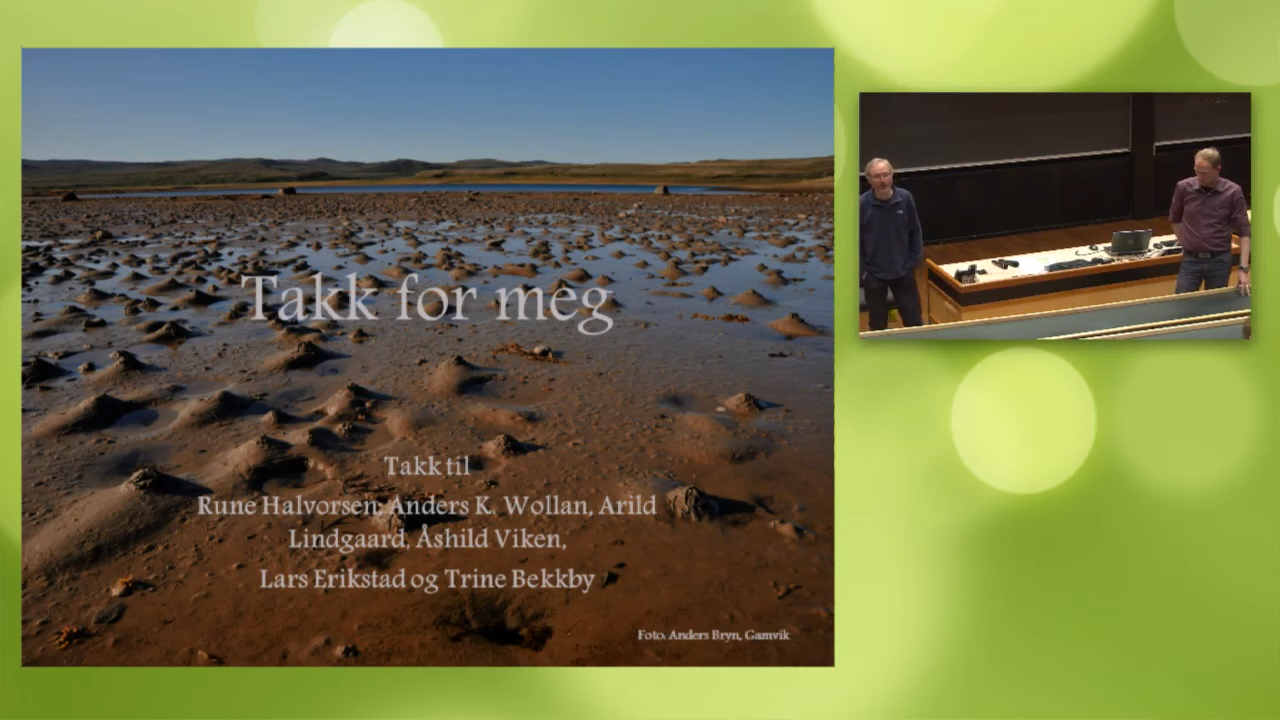 Takk for meg
Takk til
Rune Halvorsen, Anders K. Wollan, Arild
Lindgaard, Åshild Viken,
Lars Erikstad og Trine Bekkby
Foto: Anders Bryn, Gamvik